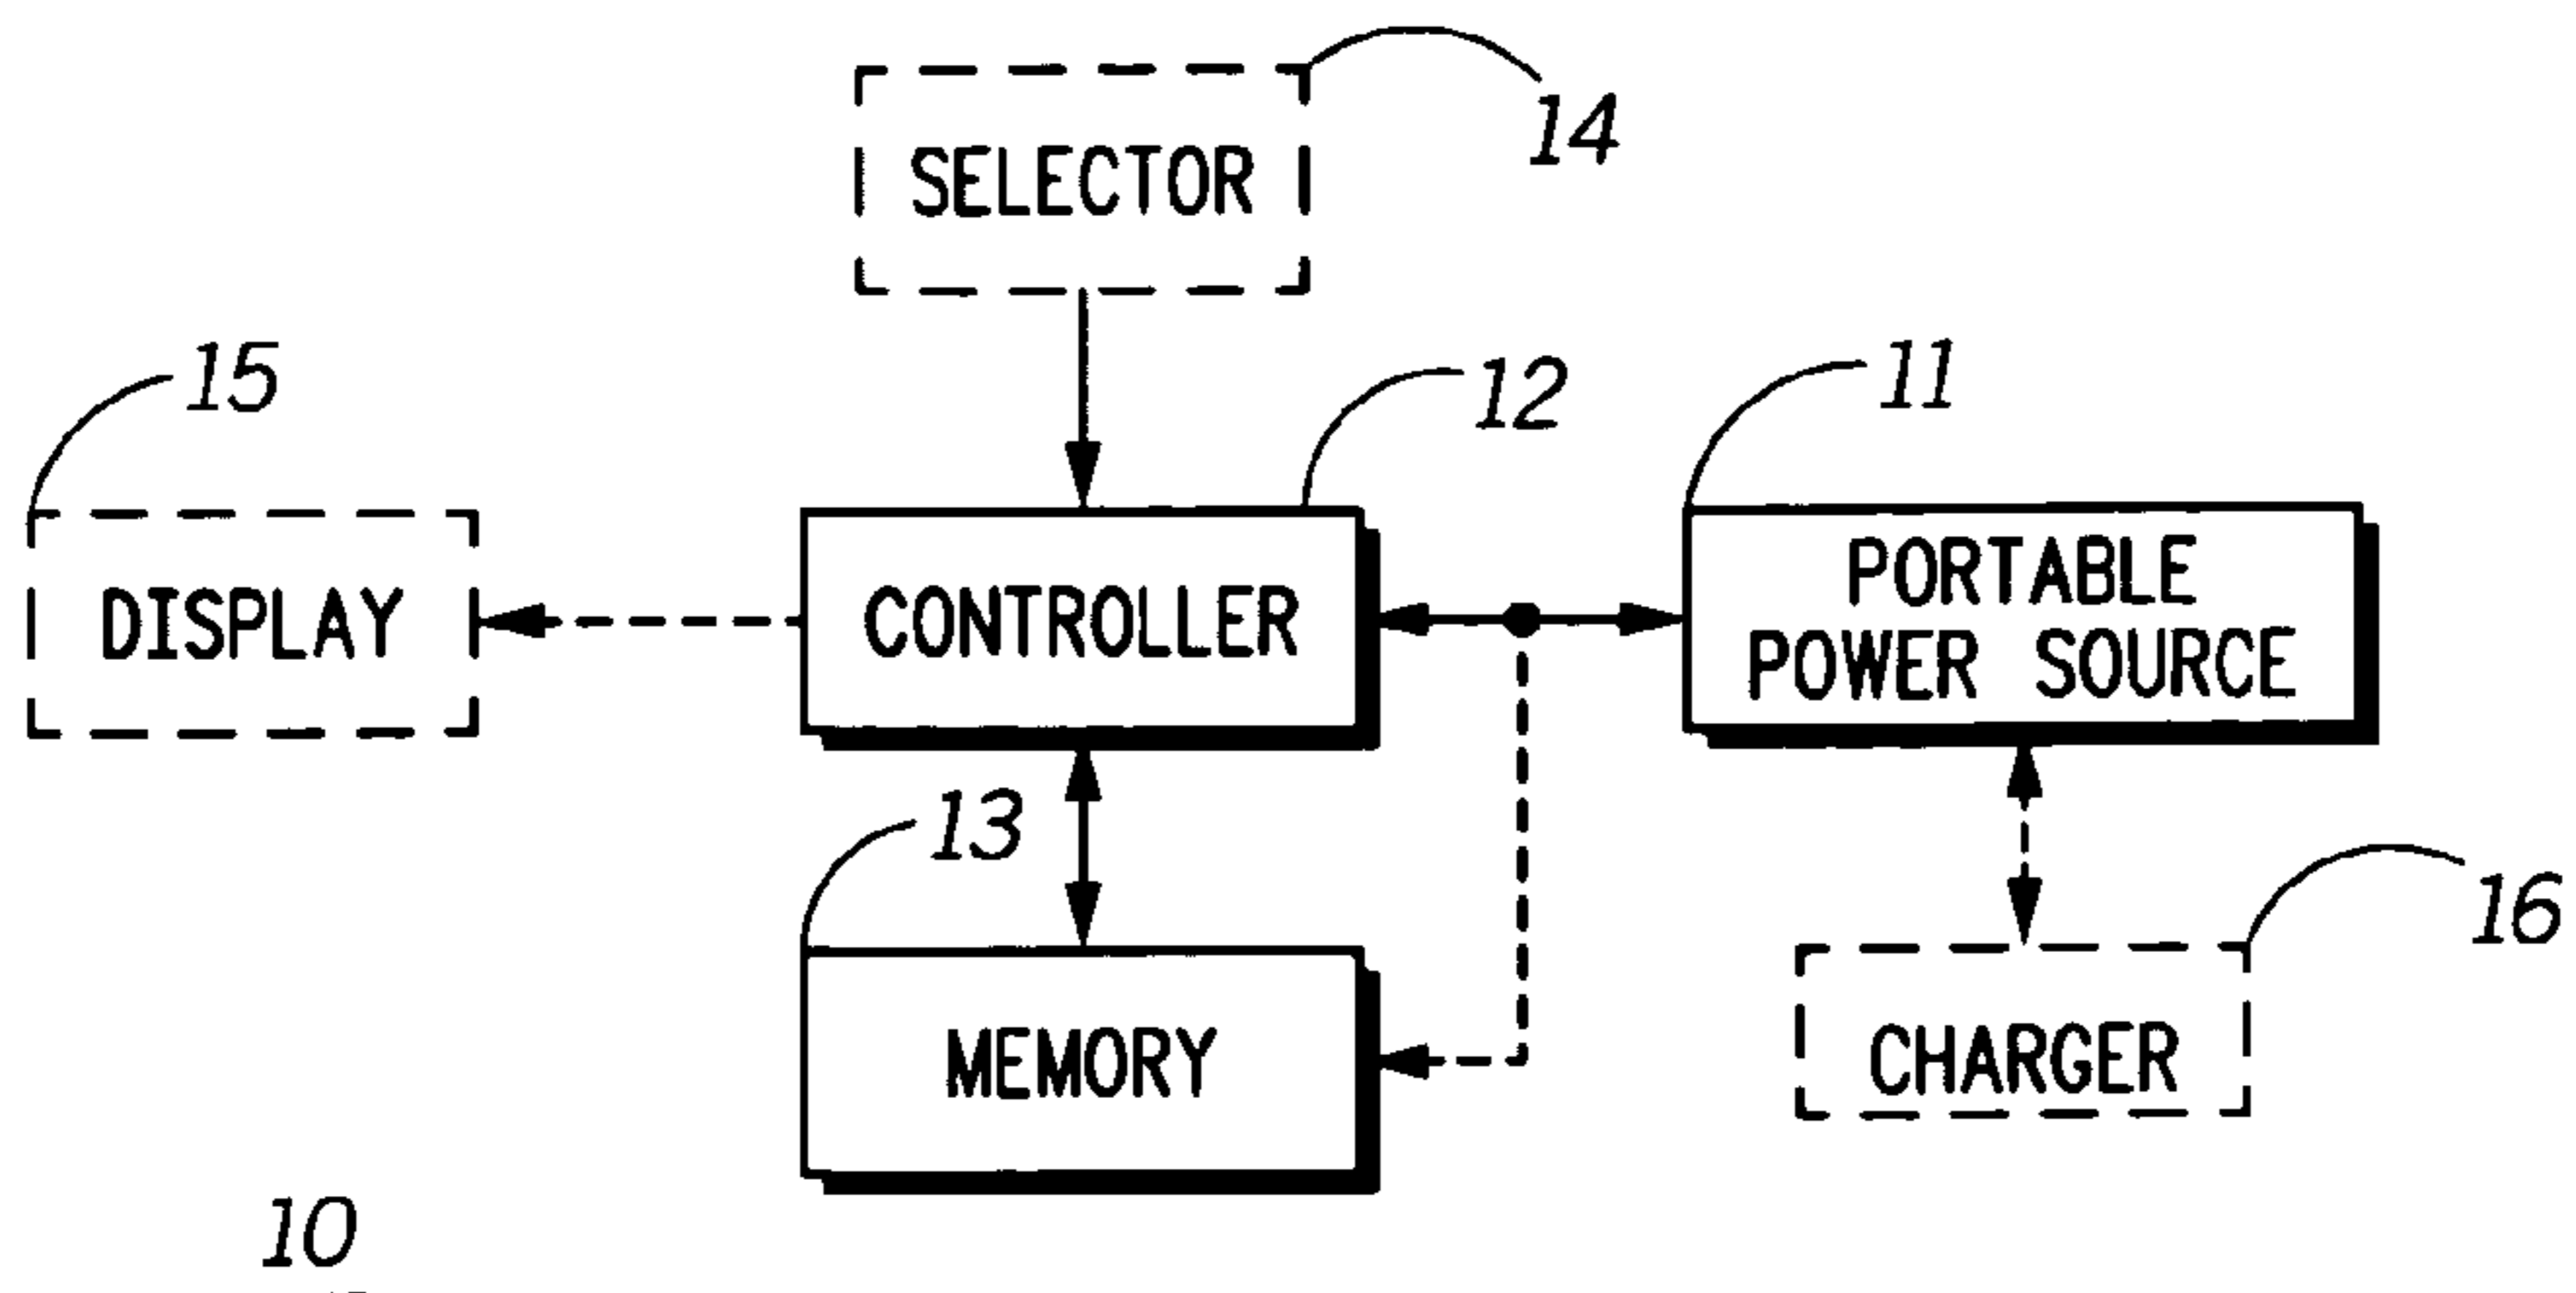 14
SELECTOR
15
12
11
DISPLAY
CONTROLLER
PORTABLE
POWER SOURCE
13
16
MEMORY
CHARGER
10